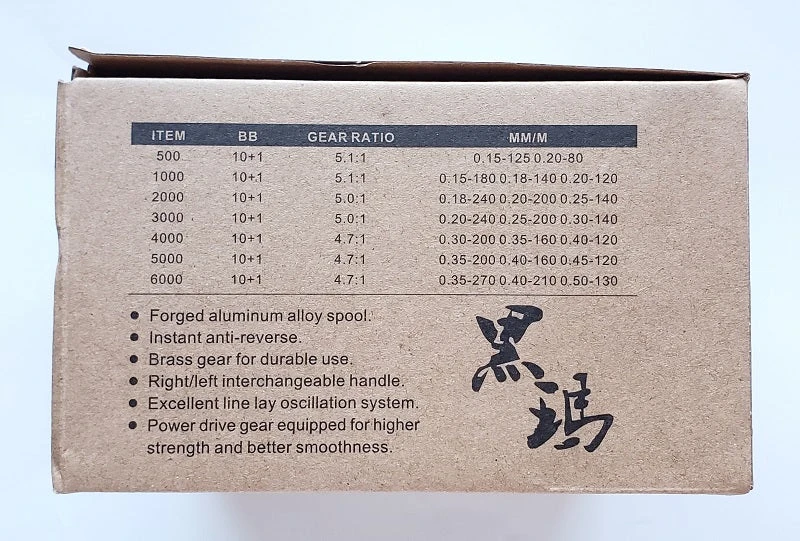 ITEM BB GEAR RATIO MM/M
500 10+1 5.1:1 0.15-125 0.20-80
1000 10+1 5.1:1 0.15-180 0.18-140 0.20-120
2000 10+1 5.0:1 0.18-240 0.20-200 0.25-140
3000 10+1 5.0:1 0.20-240 0.25-200 0.30-140
4000 10+1 4.7:1 0.30-200 0.35-160 0.40-120
5000 10+1 4.7:1 0.35-200 0.40-160 0.45-120
6000 10+1 4.7:1 0.35-270 0.40-210 0.50-130
• Forged aluminum alloy spool.
• Instant anti-reverse.
• Brass gear for durable use.
• Right/left interchangeable handle.
• Excellent line lay oscillation system.
• Power drive gear equipped for higher
strength and better smoothness.
黑
瑪